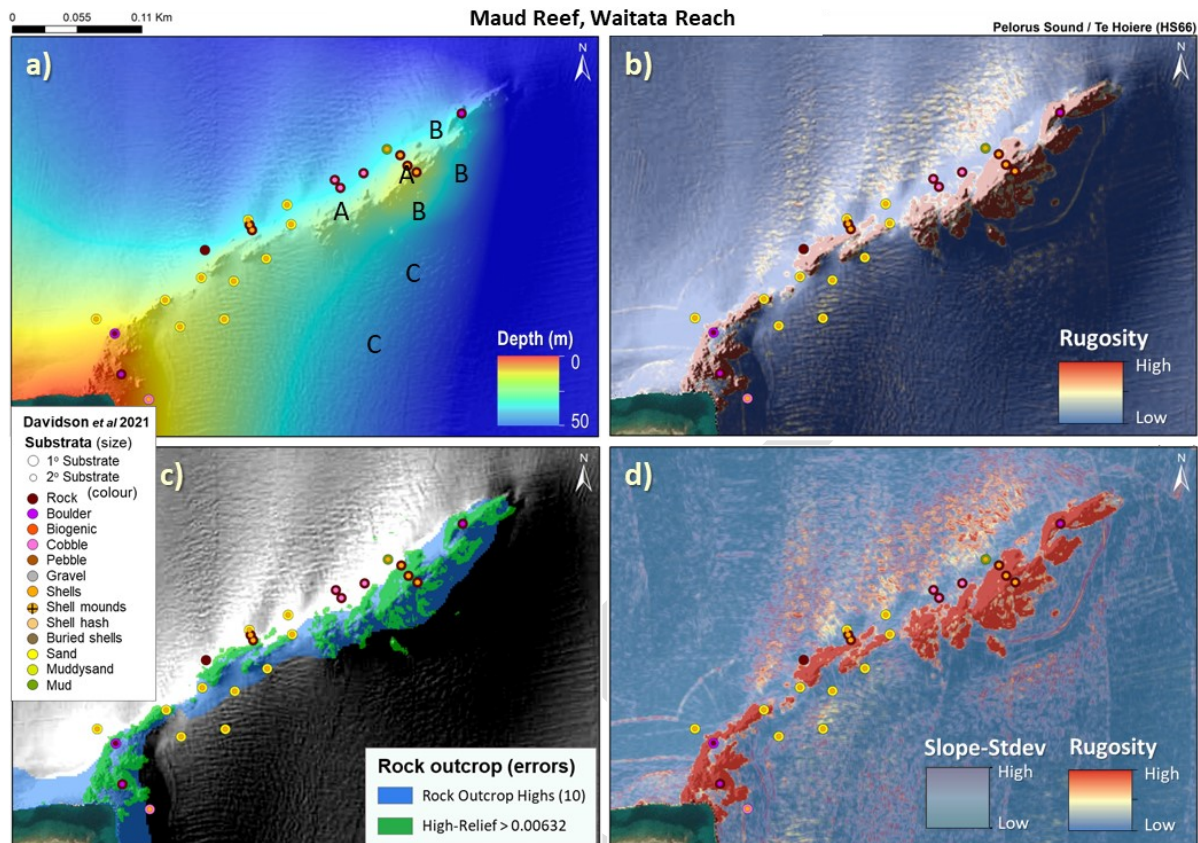 Maud Reef, Waitata Reach
0 0.055 0.11 Km
Pelorus Sound / Te Hoiere (HS66)
a)
N
B
B
A
A
B
C
C
Depth (m)
0
50
b)
N
Rugosity
High
Low
Davidson et al 2021
Substrata (size)
1º Substrate
2º Substrate
(colour)
Rock
Boulder
Biogenic
Cobble
Pebble
Gravel
Shells
Shell mounds
Shell hash
Buried shells
Sand
Muddysand
Mud
c)
N
Rock outcrop (errors)
Rock Outcrop Highs (10)
High-Relief > 0.00632
d)
N
Slope-Stdev
High
Low
Rugosity
High
Low